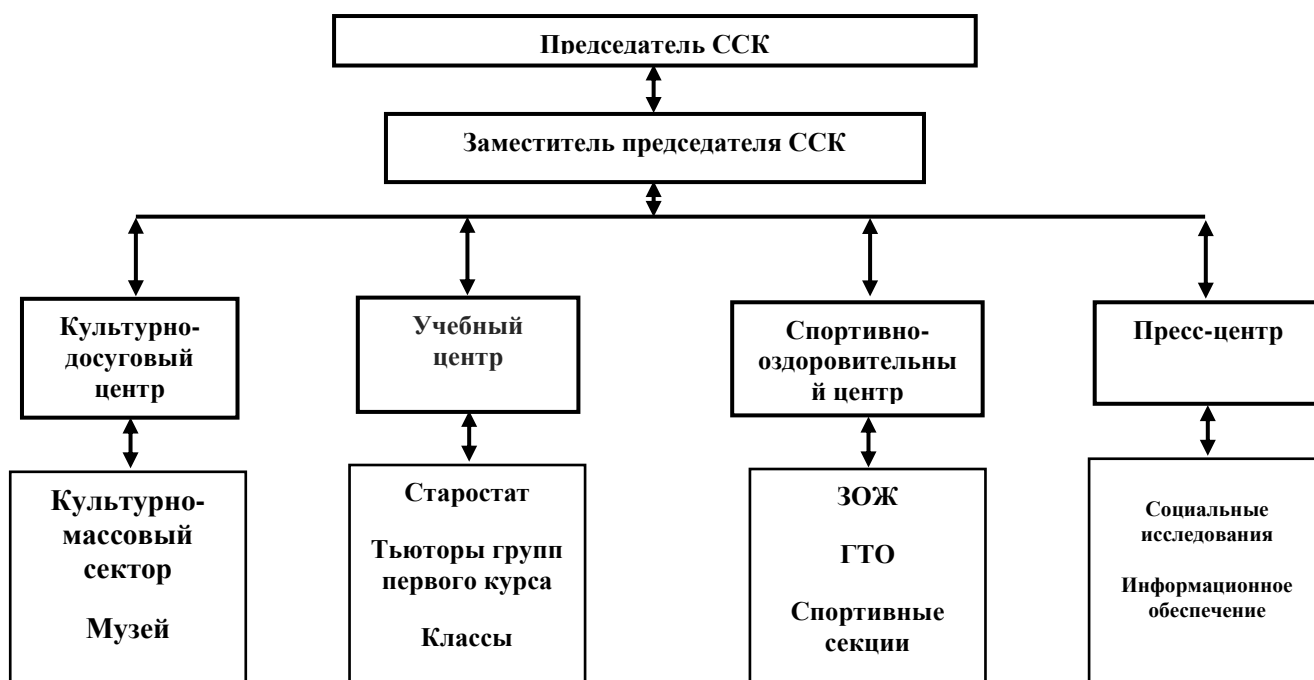 Председатель ССК
Заместитель председателя ССК
Культурно-
досуговый
центр
Учебный
центр
Спортивно-
оздоровительны
й центр
Пресс-центр
Культурно-
массовый
сектор
Музей
Старостат
Тьюторы групп
первого курса
Классы
ЗОЖ
ГТО
Спортивные
секции
Социальные
исследования
Информационное
обеспечение